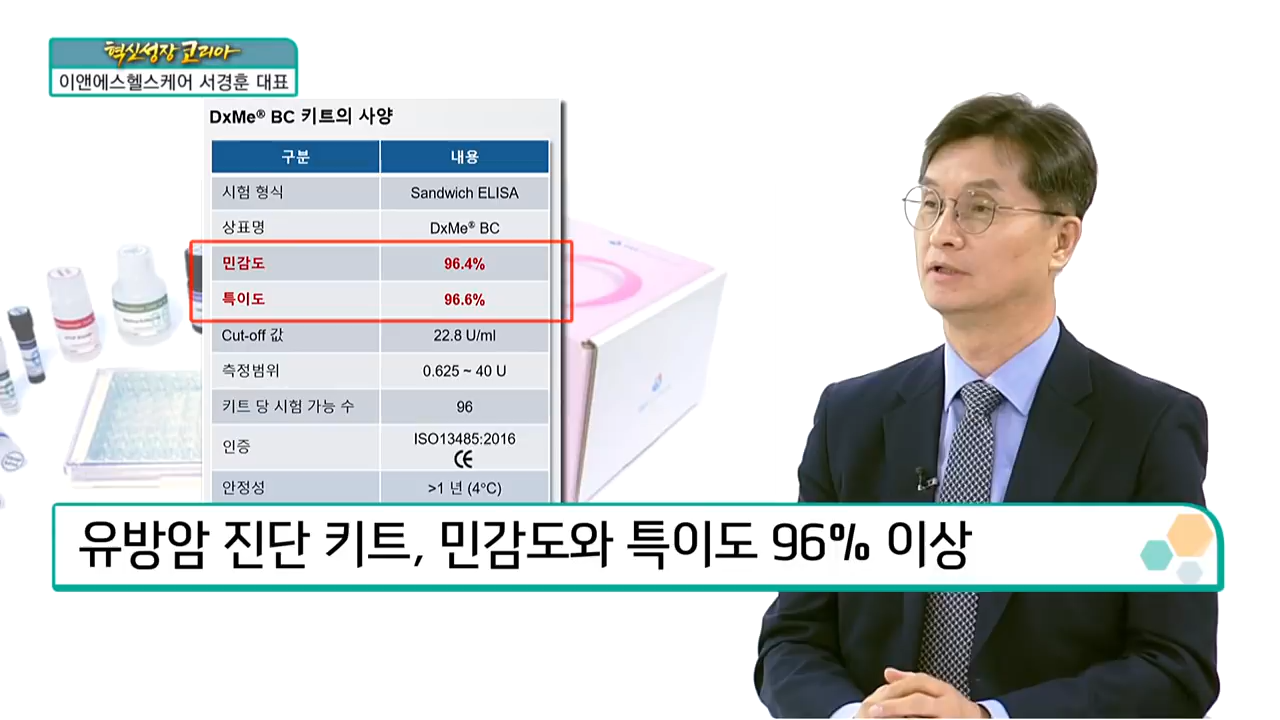 혁신성장 코리아
이앤에스헬스케어 서경훈 대표
DxMe® BC 키트의 사양
구분 내용
시험 형식 Sandwich ELISA
상표명 DxMe® BC
민감도 96.4%
특이도 96.6%
Cut-off 값 22.8 U/ml
측정범위 0.625 ~ 40 U
키트 당 시험 가능 수 96
인증 ISO13485:2016
CE
안정성 >1 년 (4°C)
유방암 진단 키트, 민감도와 특이도 96% 이상